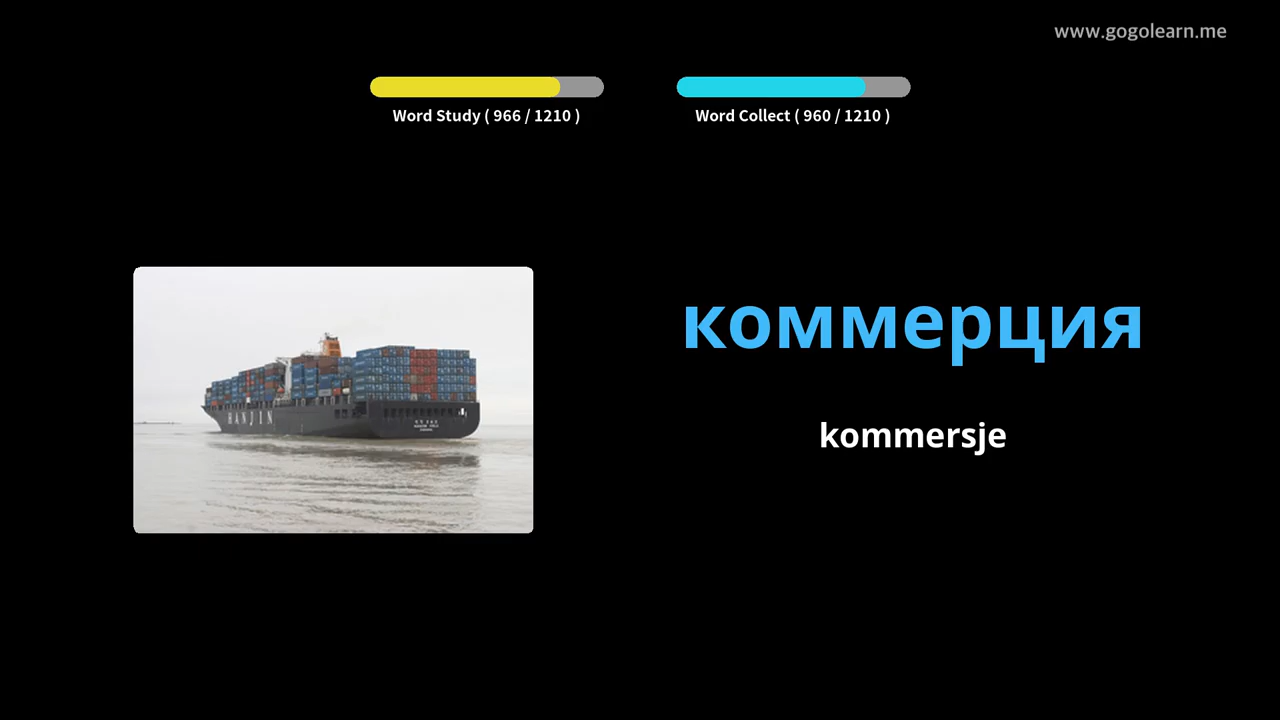 www.gogolearn.me
Word Study ( 966 / 1210 )
Word Collect ( 960 / 1210 )
коммерция
kommersje
HANJIN